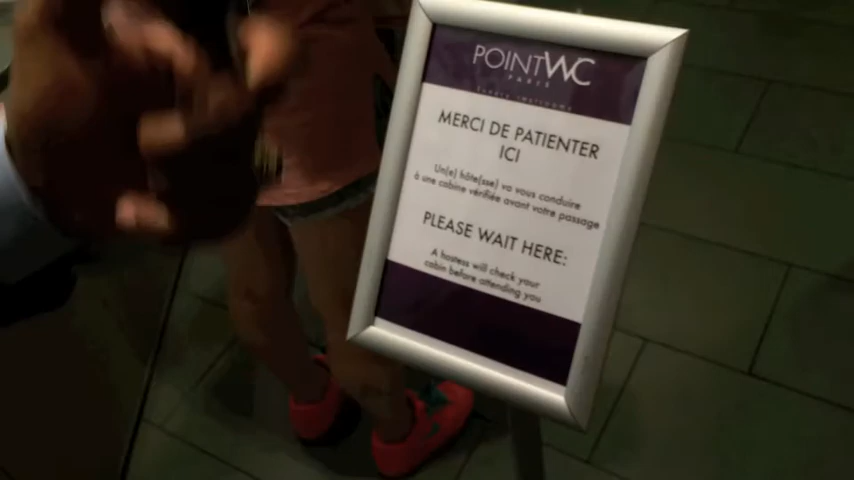 POINTWC
PARIS
MERCI DE PATIENTER
ICI
Un(e) hôte(sse) va vous conduire
à une cabine vérifiée avant votre passage
PLEASE WAIT HERE:
A hostess will check your
cabin before attending you